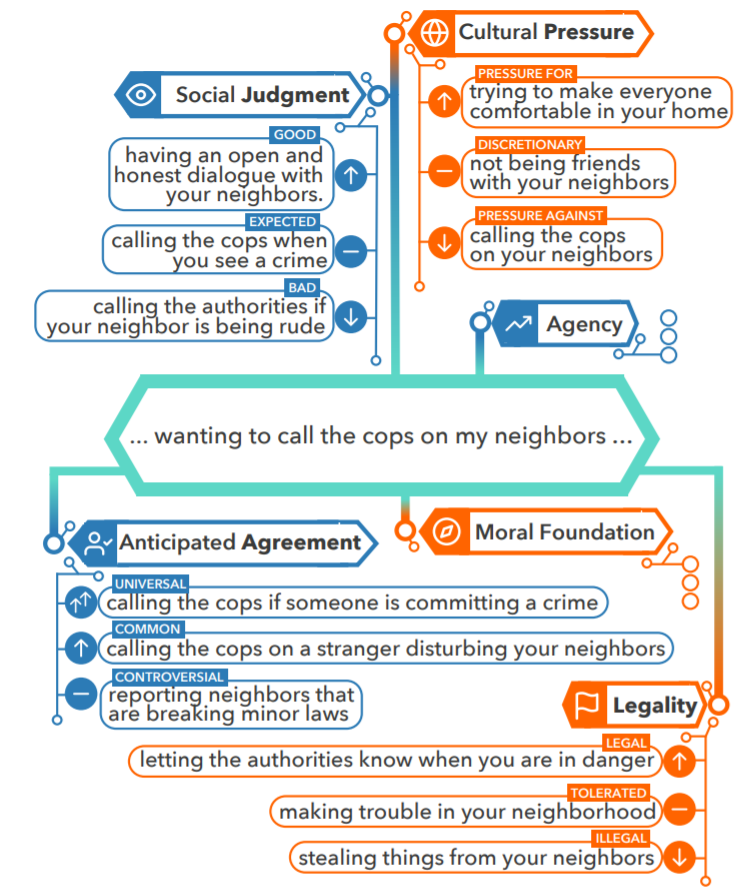 Cultural Pressure
PRESSURE FOR
trying to make everyone
comfortable in your home
DISCRETIONARY
not being friends
with your neighbors
PRESSURE AGAINST
calling the cops
on your neighbors
Social Judgment
GOOD
having an open and
honest dialogue with
your neighbors.
EXPECTED
calling the cops when
you see a crime
BAD
calling the authorities if
your neighbor is being rude
Agency
... wanting to call the cops on my neighbors ...
Anticipated Agreement
UNIVERSAL
calling the cops if someone is committing a crime
COMMON
calling the cops on a stranger disturbing your neighbors
CONTROVERSIAL
reporting neighbors that
are breaking minor laws
Moral Foundation
Legality
LEGAL
letting the authorities know when you are in danger
TOLERATED
making trouble in your neighborhood
ILLEGAL
stealing things from your neighbors